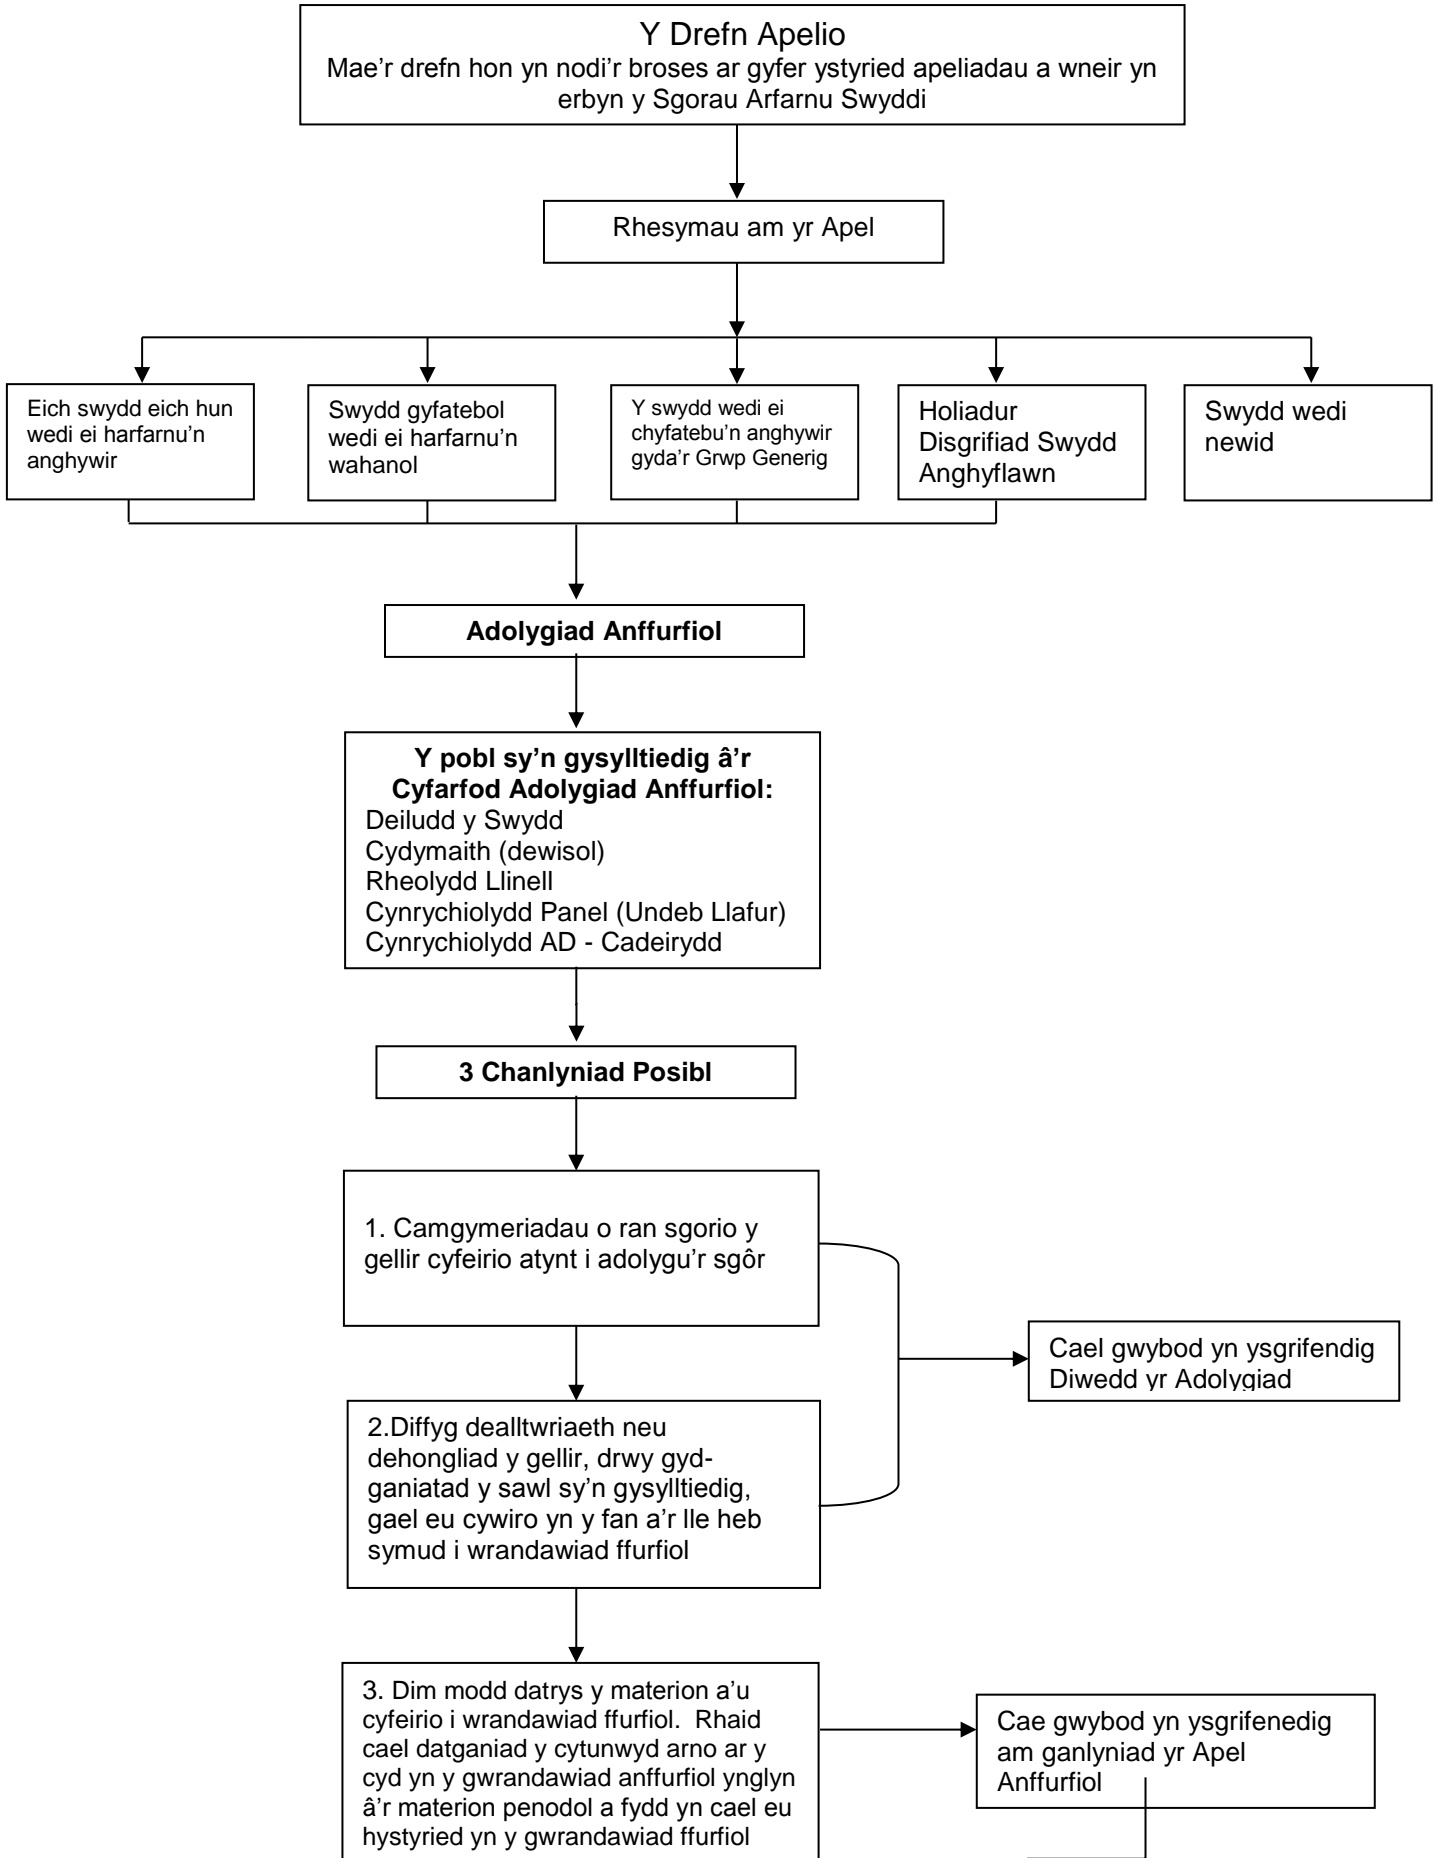 Y Drefn Apelio
Mae’r drefn hon yn nodi’r broses ar gyfer ystyried apeliadau a wneir yn
erbyn y Sgorau Arfarnu Swyddi
Rhesymau am yr Apel
Eich swydd eich hun
wedi ei harfarnu’n
anghywir
Swydd gyfatebol
wedi ei harfarnu’n
wahanol
Y swydd wedi ei
chyfatebu’n anghywir
gyda’r Grwp Generig
Holiadur
Disgrifiad Swydd
Anghyflawn
Swydd wedi
newid
Adolygiad Anffurfiol
Y pobl sy’n gysylltiedig â’r
Cyfarfod Adolygiad Anffurfiol:
Deiludd y Swydd
Cydymaith (dewisol)
Rheolydd Llinell
Cynrychiolydd Panel (Undeb Llafur)
Cynrychiolydd AD - Cadeirydd
3 Chanlyniad Posibl
1. Camgymeriadau o ran sgorio y
gellir cyfeirio atynt i adolygu’r sgôr
Cael gwybod yn ysgrifendig
Diwedd yr Adolygiad
2.Diffyg dealltwriaeth neu
dehongliad y gellir, drwy gyd-
ganiatad y sawl sy’n gysylltiedig,
gael eu cywiro yn y fan a’r lle heb
symud i wrandawiad ffurfiol
3. Dim modd datrys y materion a’u
cyfeirio i wrandawiad ffurfiol.  Rhaid
cael datganiad y cytunwyd arno ar y
cyd yn y gwrandawiad anffurfiol ynglyn
â’r materion penodol a fydd yn cael eu
hystyried yn y gwrandawiad ffurfiol
Cae gwybod yn ysgrifenedig
am ganlyniad yr Apel
Anffurfiol